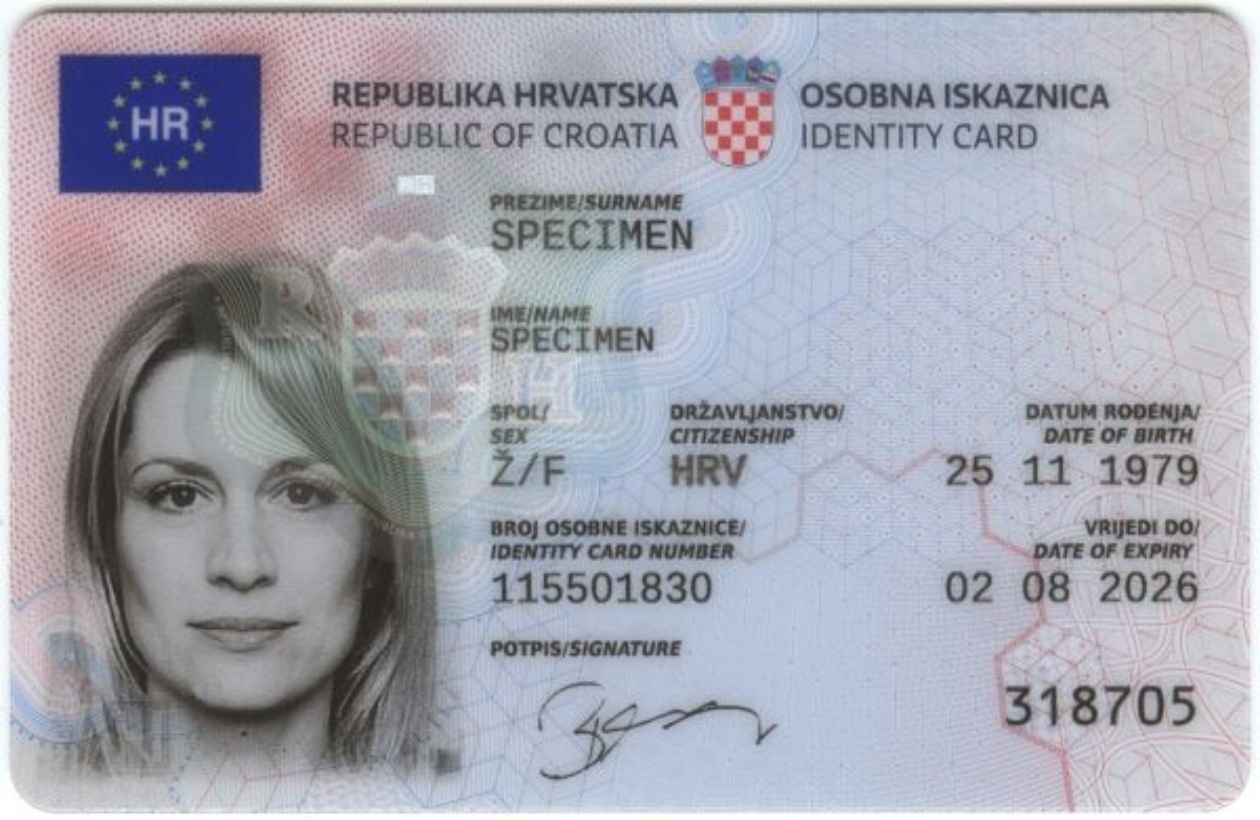 HR
REPUBLIKA HRVATSKA
REPUBLIC OF CROATIA
OSOBNA ISKAZNICA
IDENTITY CARD
PREZIME/SURNAME
SPECIMEN
IME/NAME
SPECIMEN
SPOL/
SEX
Ž/F
DRŽAVLJANSTVO/
CITIZENSHIP
HRV
DATUM ROĐENJA/
DATE OF BIRTH
25 11 1979
BROJ OSOBNE ISKAZNICE/
IDENTITY CARD NUMBER
115501830
VRIJEDI DO/
DATE OF EXPIRY
02 08 2026
POTPIS/SIGNATURE
318705